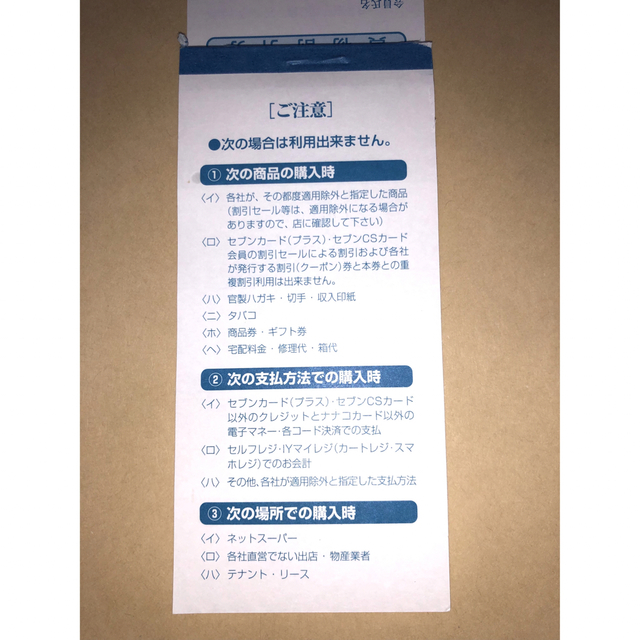 会員氏名
買物割引券
[ご注意]
●次の場合は利用出来ません。
① 次の商品の購入時
〈イ〉各社が、その都度適用除外と指定した商品
(割引セール等は、適用除外になる場合が
ありますので、店に確認して下さい)
〈ロ〉セブンカード(プラス)・セブンCSカード
会員の割引セールによる割引および各社
が発行する割引(クーポン)券と本券との重
複割引利用は出来ません。
〈ハ〉官製ハガキ・切手・収入印紙
〈ニ〉タバコ
〈ホ〉商品券・ギフト券
〈ヘ〉宅配料金・修理代・箱代
② 次の支払方法での購入時
〈イ〉セブンカード(プラス)・セブンCSカード
以外のクレジットとナナコカード以外の
電子マネー・各コード決済での支払
〈ロ〉セルフレジ・IYマイレジ(カートレジ・スマ
ホレジ)でのお会計
〈ハ〉その他、各社が適用除外と指定した支払方法
③ 次の場所での購入時
〈イ〉ネットスーパー
〈ロ〉各社直営でない出店・物産業者
〈ハ〉テナント・リース